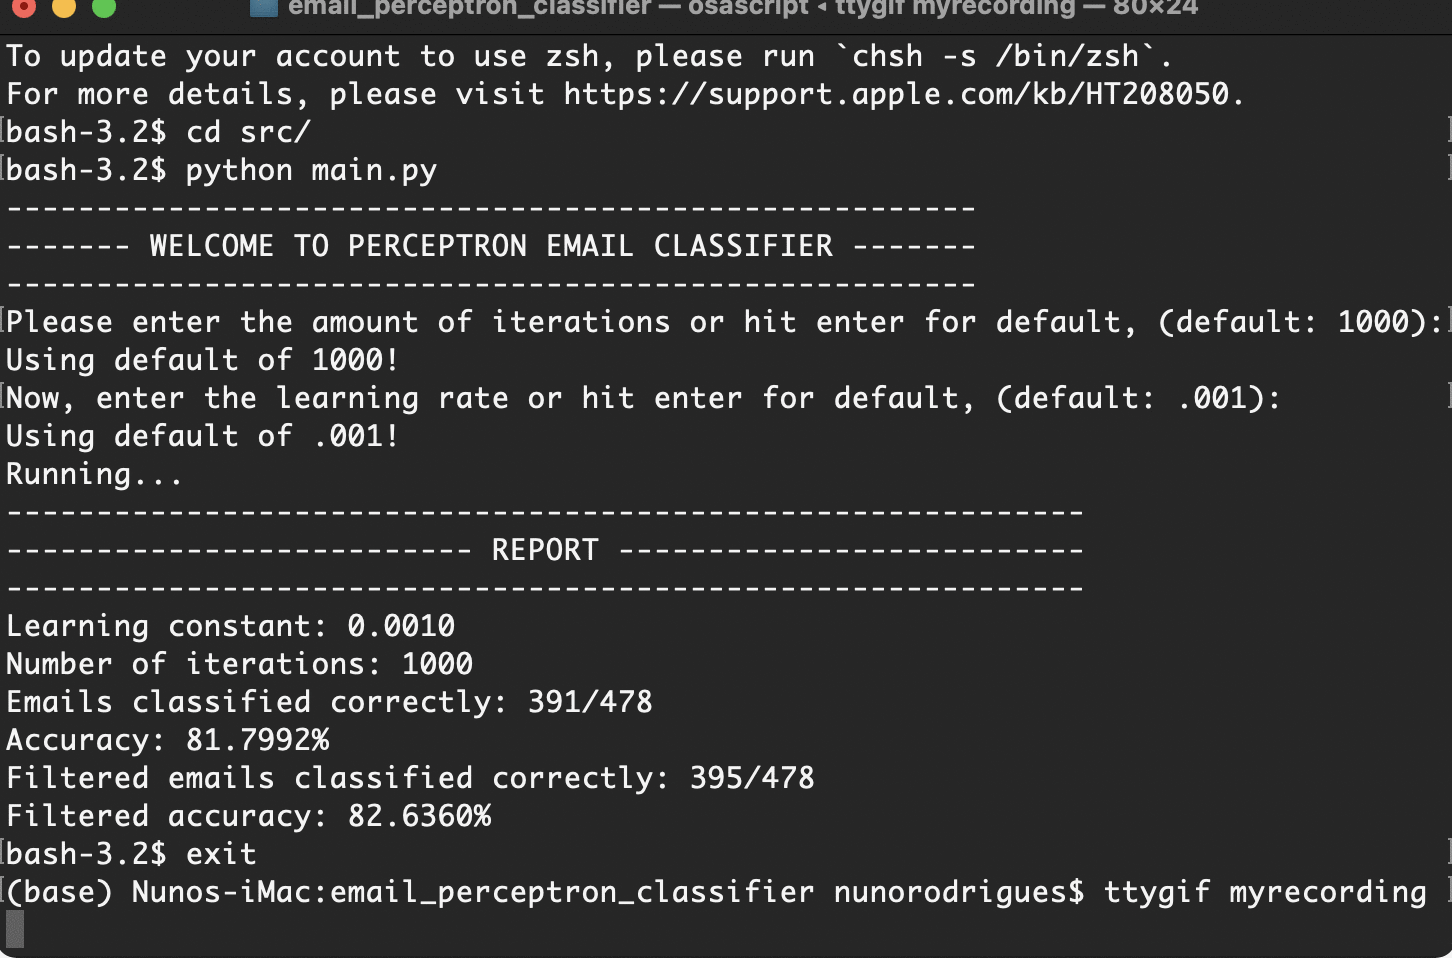 email_perceptron_classifier — osascript ◂ ttygif myrecording — 80×24
To update your account to use zsh, please run `chsh -s /bin/zsh`.
For more details, please visit https://support.apple.com/kb/HT208050.
[bash-3.2$ cd src/ ]
[bash-3.2$ python main.py ]
------------------------------------------------------
------- WELCOME TO PERCEPTRON EMAIL CLASSIFIER -------
------------------------------------------------------
[Please enter the amount of iterations or hit enter for default, (default: 1000):]
Using default of 1000!
[Now, enter the learning rate or hit enter for default, (default: .001): ]
Using default of .001!
Running...
------------------------------------------------------------
-------------------------- REPORT --------------------------
------------------------------------------------------------
Learning constant: 0.0010
Number of iterations: 1000
Emails classified correctly: 391/478
Accuracy: 81.7992%
Filtered emails classified correctly: 395/478
Filtered accuracy: 82.6360%
[bash-3.2$ exit ]
[(base) Nunos-iMac:email_perceptron_classifier nunorodrigues$ ttygif myrecording ]